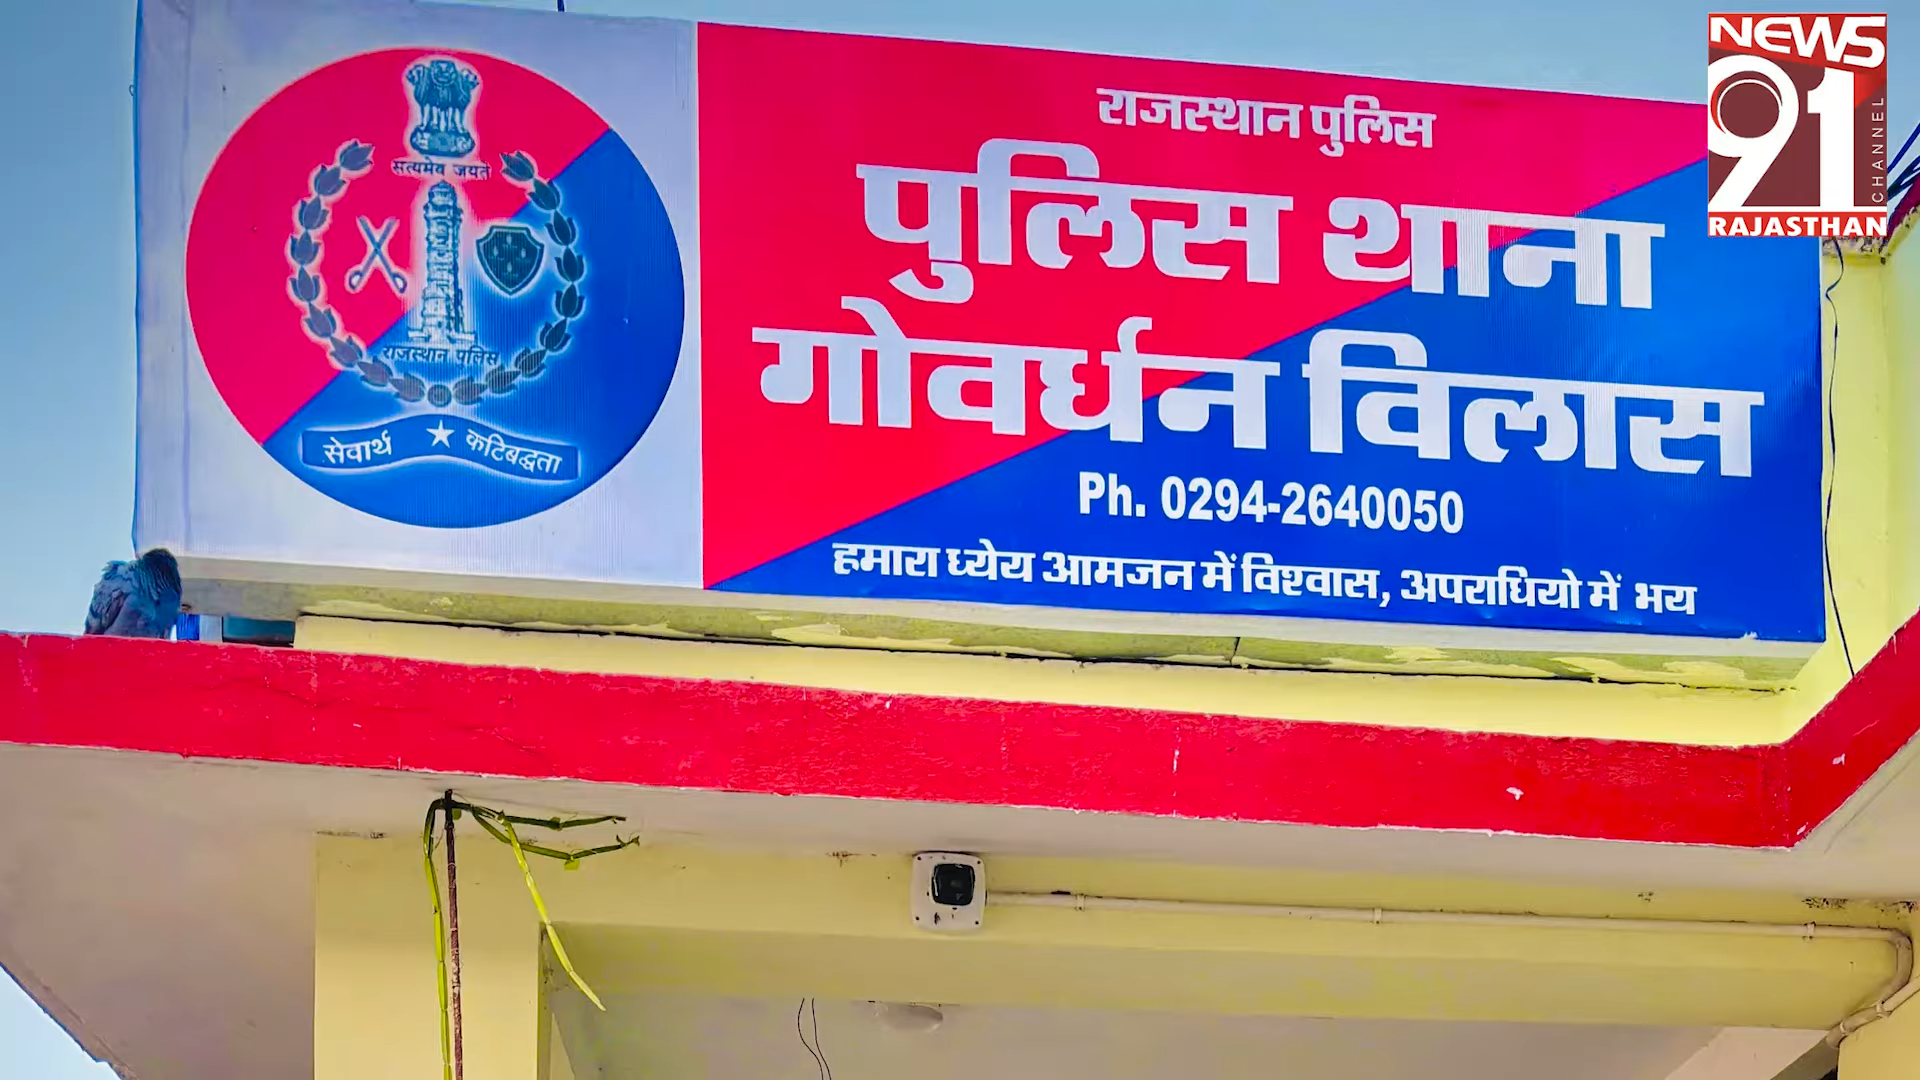 सत्यमेव जयते
राजस्थान पुलिस
सेवार्थ कटिबद्धता
राजस्थान पुलिस
पुलिस थाना
गोवर्धन विलास
Ph. 0294-2640050
हमारा ध्येय आमजन में विश्वास, अपराधियो में भय
NEWS
91
CHANNEL
RAJASTHAN